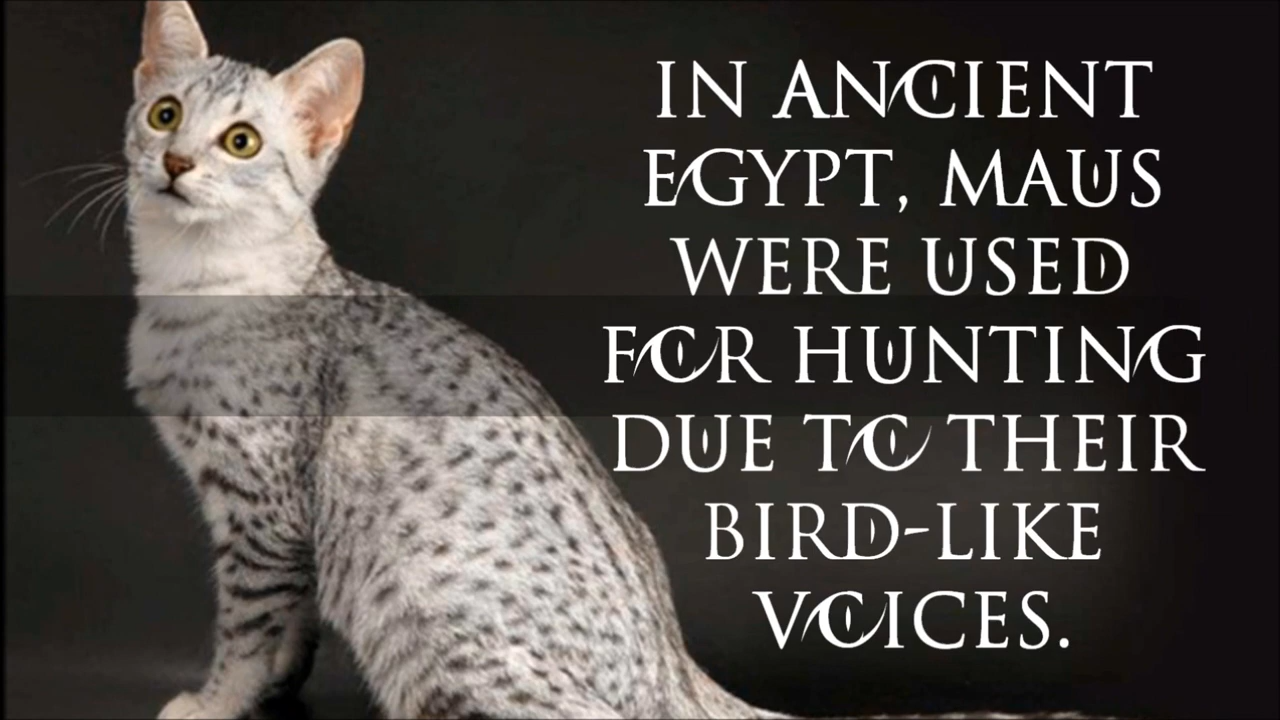 IN ANCIENT
EGYPT, MAUS
WERE USED
FOR HUNTING
DUE TO THEIR
BIRD-LIKE
VOICES.